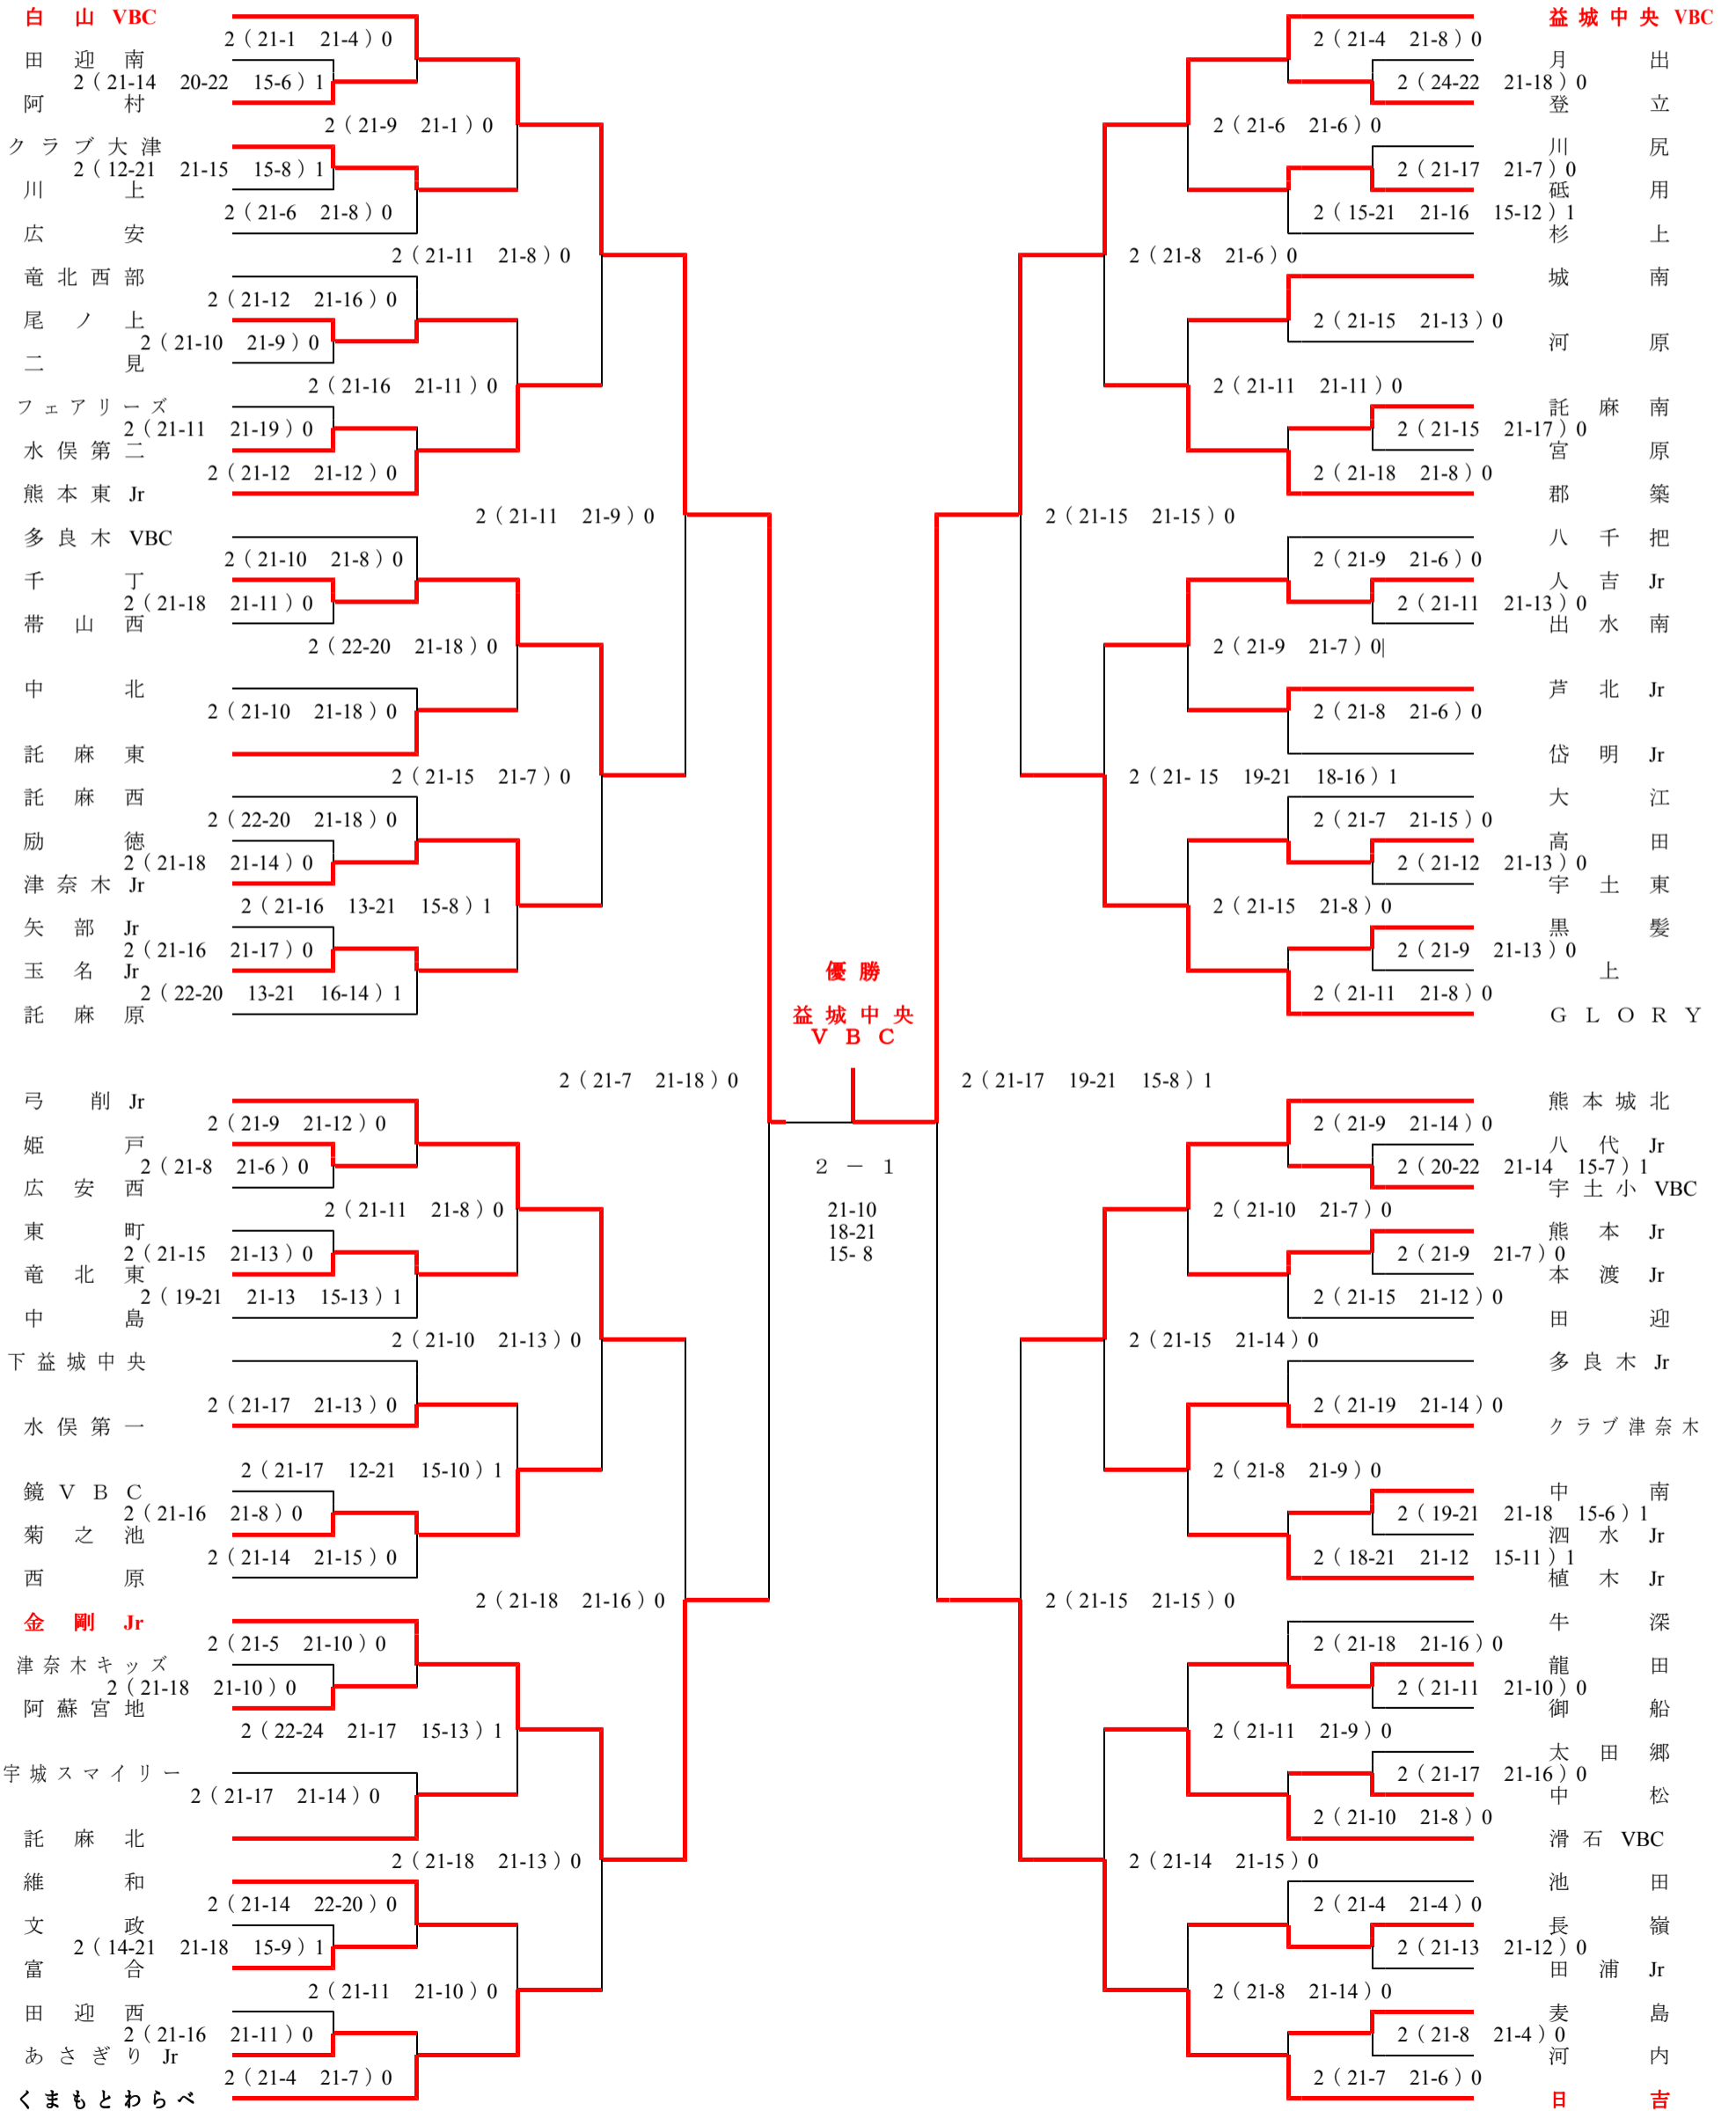 白 山 VBC
2（21-1 21-4）0
田 迎 南
2（21-14 20-22 15-6）1
阿 村
2（21-9 21-1）0
クラブ大津
2（12-21 21-15 15-8）1
川 上
2（21-6 21-8）0
広 安
2（21-11 21-8）0
竜北西部
2（21-12 21-16）0
尾ノ上
2（21-10 21-9）0
二 見
2（21-16 21-11）0
フェアリーズ
2（21-11 21-19）0
水俣第二
2（21-12 21-12）0
熊本東 Jr
2（21-11 21-9）0
多良木 VBC
2（21-10 21-8）0
千 丁
2（21-18 21-11）0
帯 山 西
2（22-20 21-18）0
中 北
2（21-10 21-18）0
託 麻 東
2（21-15 21-7）0
託 麻 西
2（22-20 21-18）0
励 徳
2（21-18 21-14）0
津奈木 Jr
2（21-16 13-21 15-8）1
矢 部 Jr
2（21-16 21-17）0
玉 名 Jr
2（22-20 13-21 16-14）1
託 麻 原
2（21-7 21-18）0
弓 削 Jr
2（21-9 21-12）0
姫 戸
2（21-8 21-6）0
広 安 西
2（21-11 21-8）0
東 町
2（21-15 21-13）0
竜 北 東
2（19-21 21-13 15-13）1
中 島
2（21-10 21-13）0
下益城中央
2（21-17 21-13）0
水俣第一
2（21-17 12-21 15-10）1
鏡ＶＢＣ
2（21-16 21-8）0
菊之池
2（21-14 21-15）0
西 原
2（21-18 21-16）0
金 剛 Jr
2（21-5 21-10）0
津奈木キッズ
2（21-18 21-10）0
阿蘇宮地
2（22-24 21-17 15-13）1
宇城スマイリー
2（21-17 21-14）0
託 麻 北
2（21-18 21-13）0
維 和
2（21-14 22-20）0
文 政
2（14-21 21-18 15-9）1
富 合
2（21-11 21-10）0
田 迎 西
2（21-16 21-11）0
あさぎり Jr
2（21-4 21-7）0
くまもとわらべ
優 勝
益城中央
ＶＢＣ
２ － １
21-10
18-21
15- 8
益城中央 VBC
2（21-4 21-8）0
月 出
2（24-22 21-18）0
登 立
2（21-6 21-6）0
川 尻
2（21-17 21-7）0
砥 用
2（15-21 21-16 15-12）1
杉 上
2（21-8 21-6）0
城 南
2（21-15 21-13）0
河 原
2（21-11 21-11）0
託 麻 南
2（21-15 21-17）0
宮 原
2（21-18 21-8）0
郡 築
2（21-15 21-15）0
八 千 把
2（21-9 21-6）0
人 吉 Jr
2（21-11 21-13）0
出 水 南
2（21-9 21-7）0
芦 北 Jr
2（21-8 21-6）0
岱 明 Jr
2（21- 15 19-21 18-16）1
大 江
2（21-7 21-15）0
高 田
2（21-12 21-13）0
宇 土 東
2（21-15 21-8）0
黒 髪
2（21-9 21-13）0
上
2（21-11 21-8）0
ＧＬＯＲＹ
2（21-17 19-21 15-8）1
熊本城北
2（21-9 21-14）0
八 代 Jr
2（20-22 21-14 15-7）1
宇土小 VBC
2（21-10 21-7）0
熊 本 Jr
2（21-9 21-7）0
本 渡 Jr
2（21-15 21-12）0
田 迎
2（21-15 21-14）0
多良木 Jr
2（21-19 21-14）0
クラブ津奈木
2（21-8 21-9）0
中 南
2（19-21 21-18 15-6）1
泗 水 Jr
2（18-21 21-12 15-11）1
植 木 Jr
2（21-15 21-15）0
牛 深
2（21-18 21-16）0
龍 田
2（21-11 21-10）0
御 船
2（21-11 21-9）0
太 田 郷
2（21-17 21-16）0
中 松
2（21-10 21-8）0
滑石 VBC
2（21-14 21-15）0
池 田
2（21-4 21-4）0
長 嶺
2（21-13 21-12）0
田 浦 Jr
2（21-8 21-14）0
麦 島
2（21-8 21-4）0
河 内
2（21-7 21-6）0
日 吉